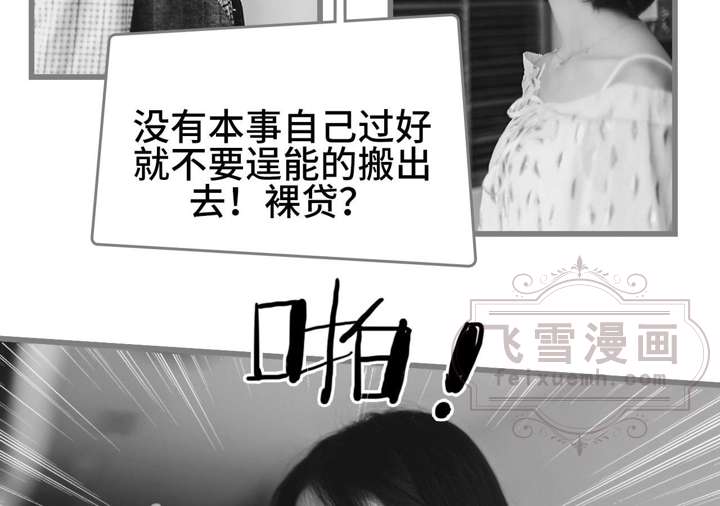 没有本事自己过好
就不要逞能的搬出
去！裸贷？
啪！
飞雪漫画
feixuemh.com